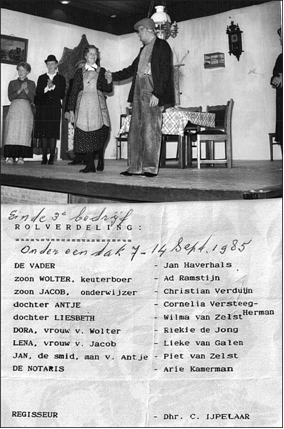 Einde 3e bedrijf
ROLVERDELING:
Onder een dak 7-14 Sept. 1985
DE VADER - Jan Haverhals
zoon WOLTER, keuterboer - Ad Ramstijn
zoon JACOB, onderwijzer - Christian Verduijn
dochter ANTJE - Cornelia Versteeg-Herman
dochter LIESBETH - Wilma van Zelst
DORA, vrouw v. Wolter - Riekie de Jong
LENA, vrouw v. Jacob - Lieke van Galen
JAN, de smid, man v. Antje - Piet van Zelst
DE NOTARIS - Arie Kamerman
REGISSEUR - Dhr. C. IJPELAAR